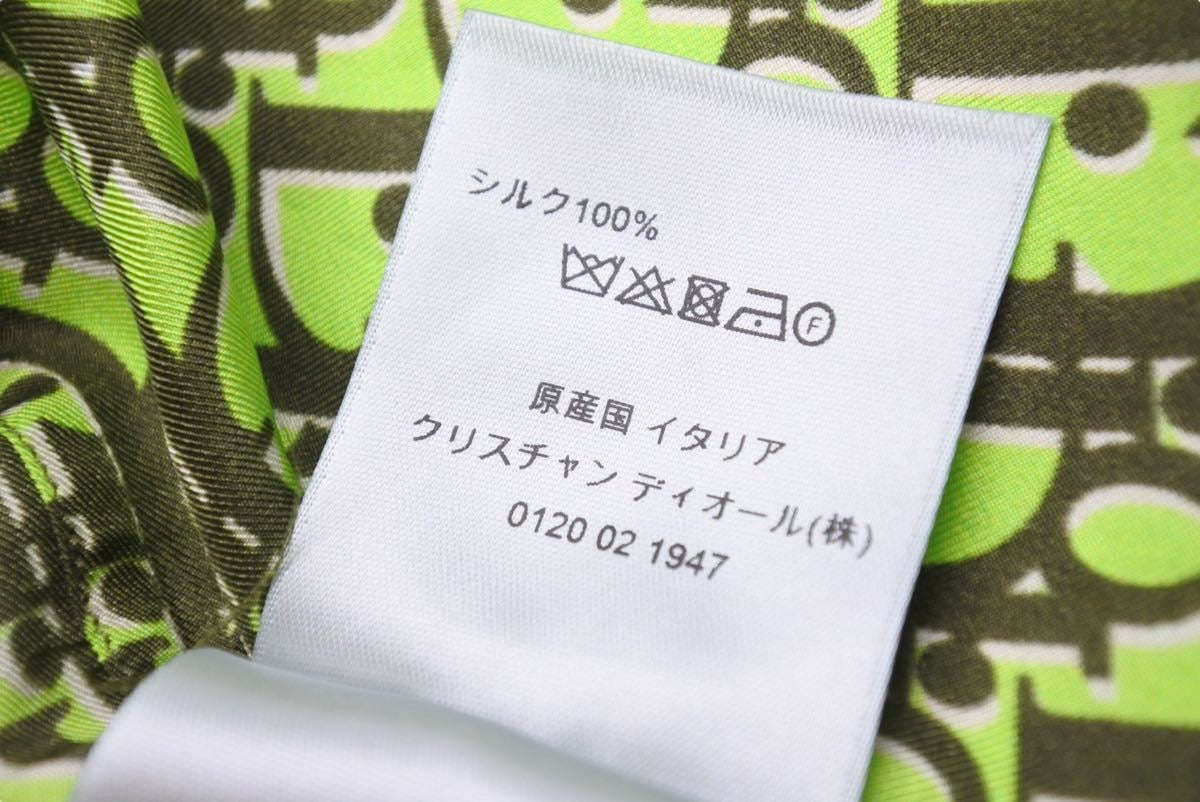 シルク100%
F
原産国 イタリア
クリスチャン ディオール(株)
0120 02 1947